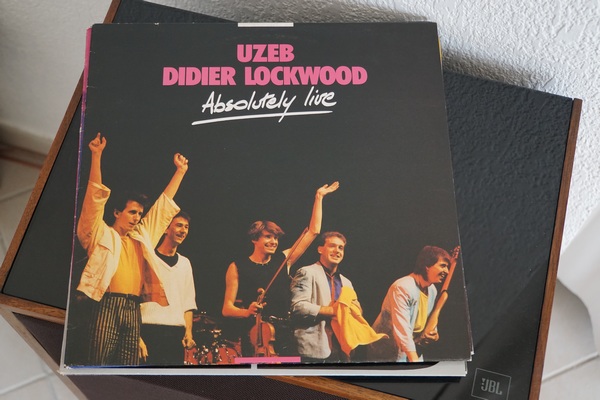 UZEB
DIDIER LOCKWOOD
Absolutely live
JBL